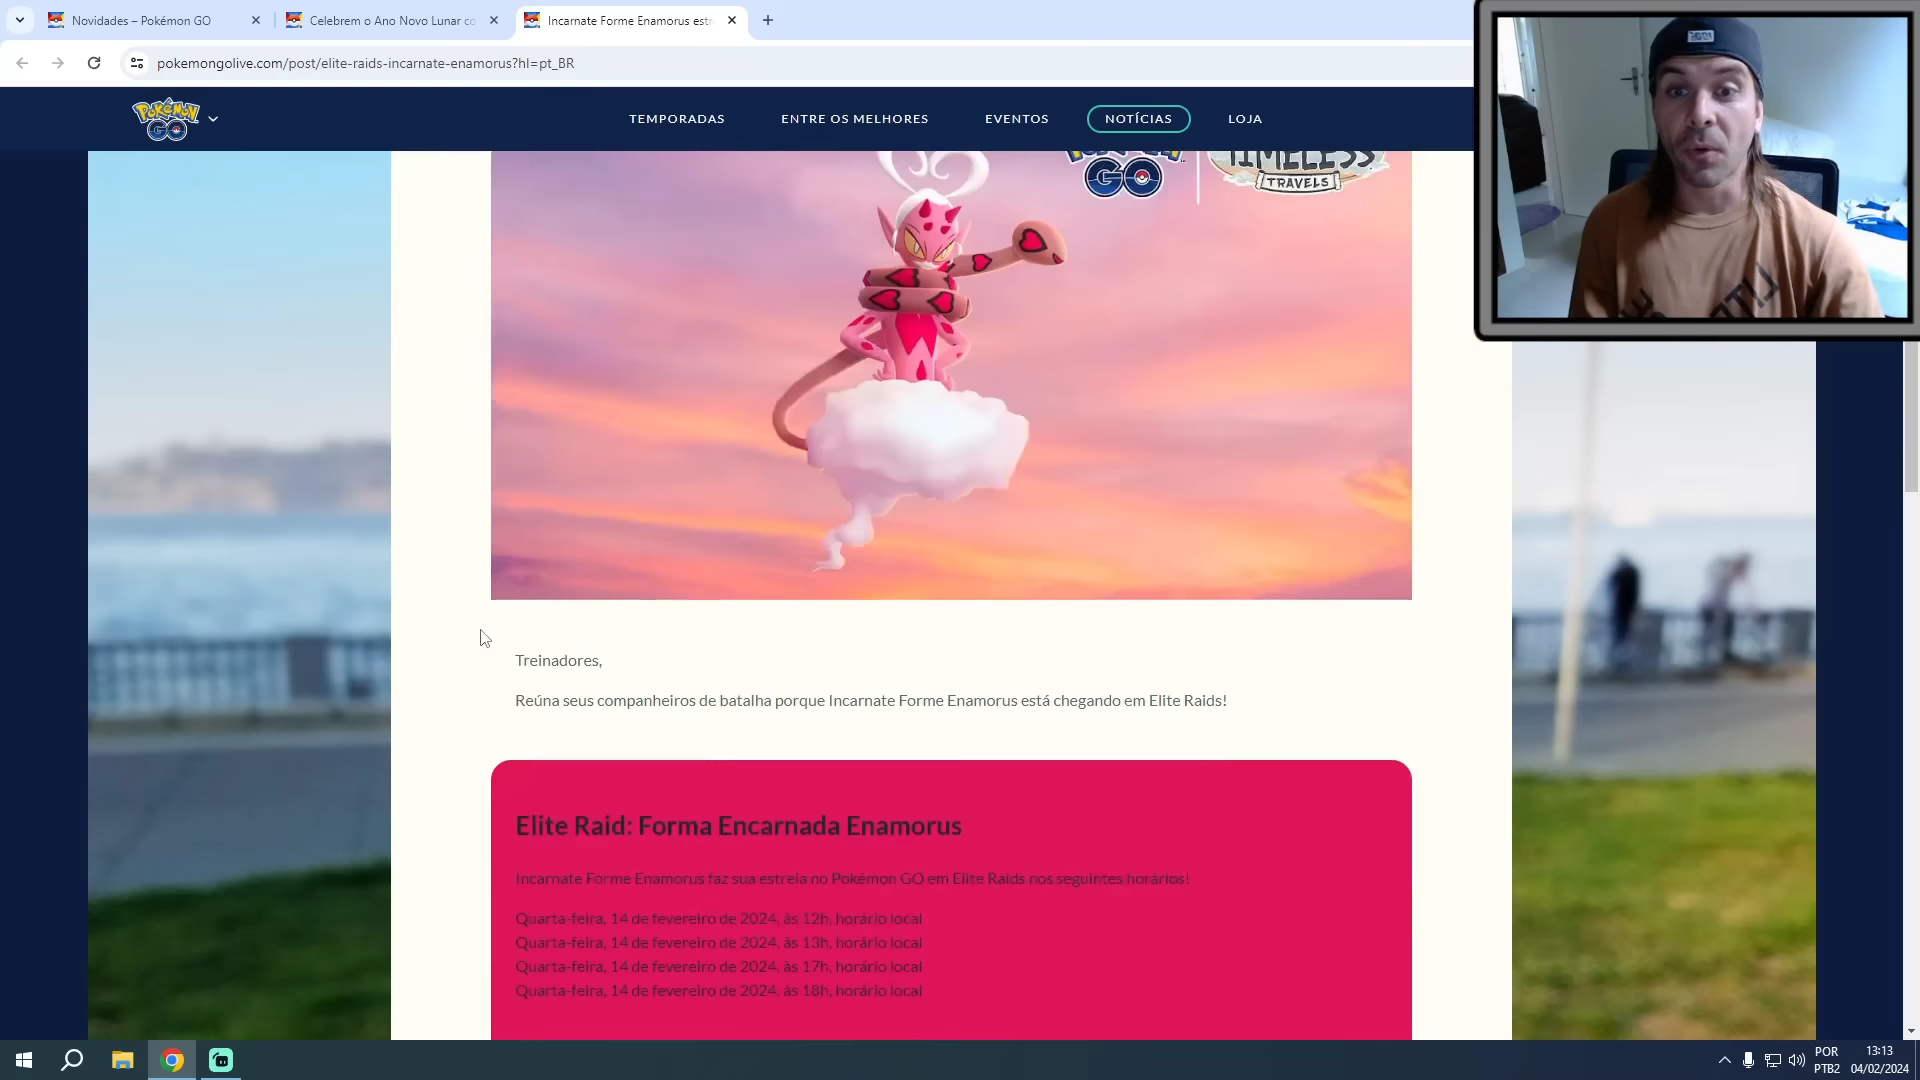 Novidades – Pokémon GO
Celebrem o Ano Novo Lunar co
Incarnate Forme Enamorus estr
pokemongolive.com/post/elite-raids-incarnate-enamorus?hl=pt_BR
POKÉMON
GO
TEMPORADAS
ENTRE OS MELHORES
EVENTOS
NOTÍCIAS
LOJA
GO
TIMELESS
TRAVELS
Treinadores,
Reúna seus companheiros de batalha porque Incarnate Forme Enamorus está chegando em Elite Raids!
Elite Raid: Forma Encarnada Enamorus
Incarnate Forme Enamorus faz sua estreia no Pokémon GO em Elite Raids nos seguintes horários!
Quarta-feira, 14 de fevereiro de 2024, às 12h, horário local
Quarta-feira, 14 de fevereiro de 2024, às 13h, horário local
Quarta-feira, 14 de fevereiro de 2024, às 17h, horário local
Quarta-feira, 14 de fevereiro de 2024, às 18h, horário local
POR
PTB2
13:13
04/02/2024